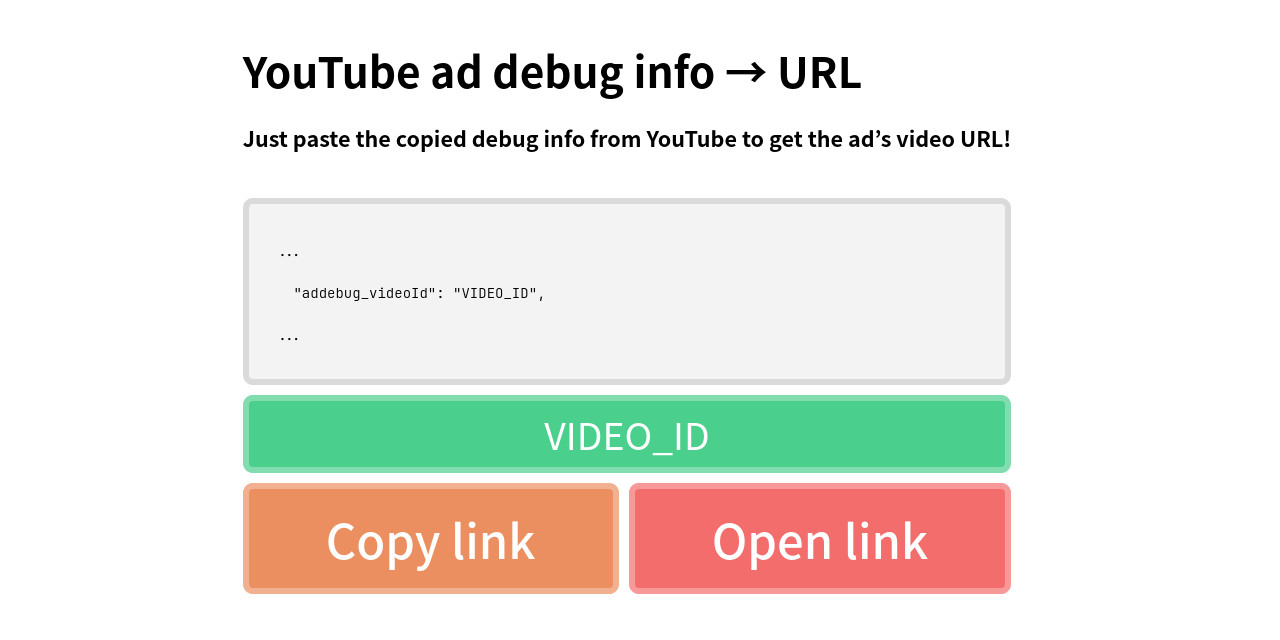 YouTube ad debug info → URL
Just paste the copied debug info from YouTube to get the ad’s video URL!
...
"addebug_videoId": "VIDEO_ID",
...
VIDEO_ID
Copy link
Open link